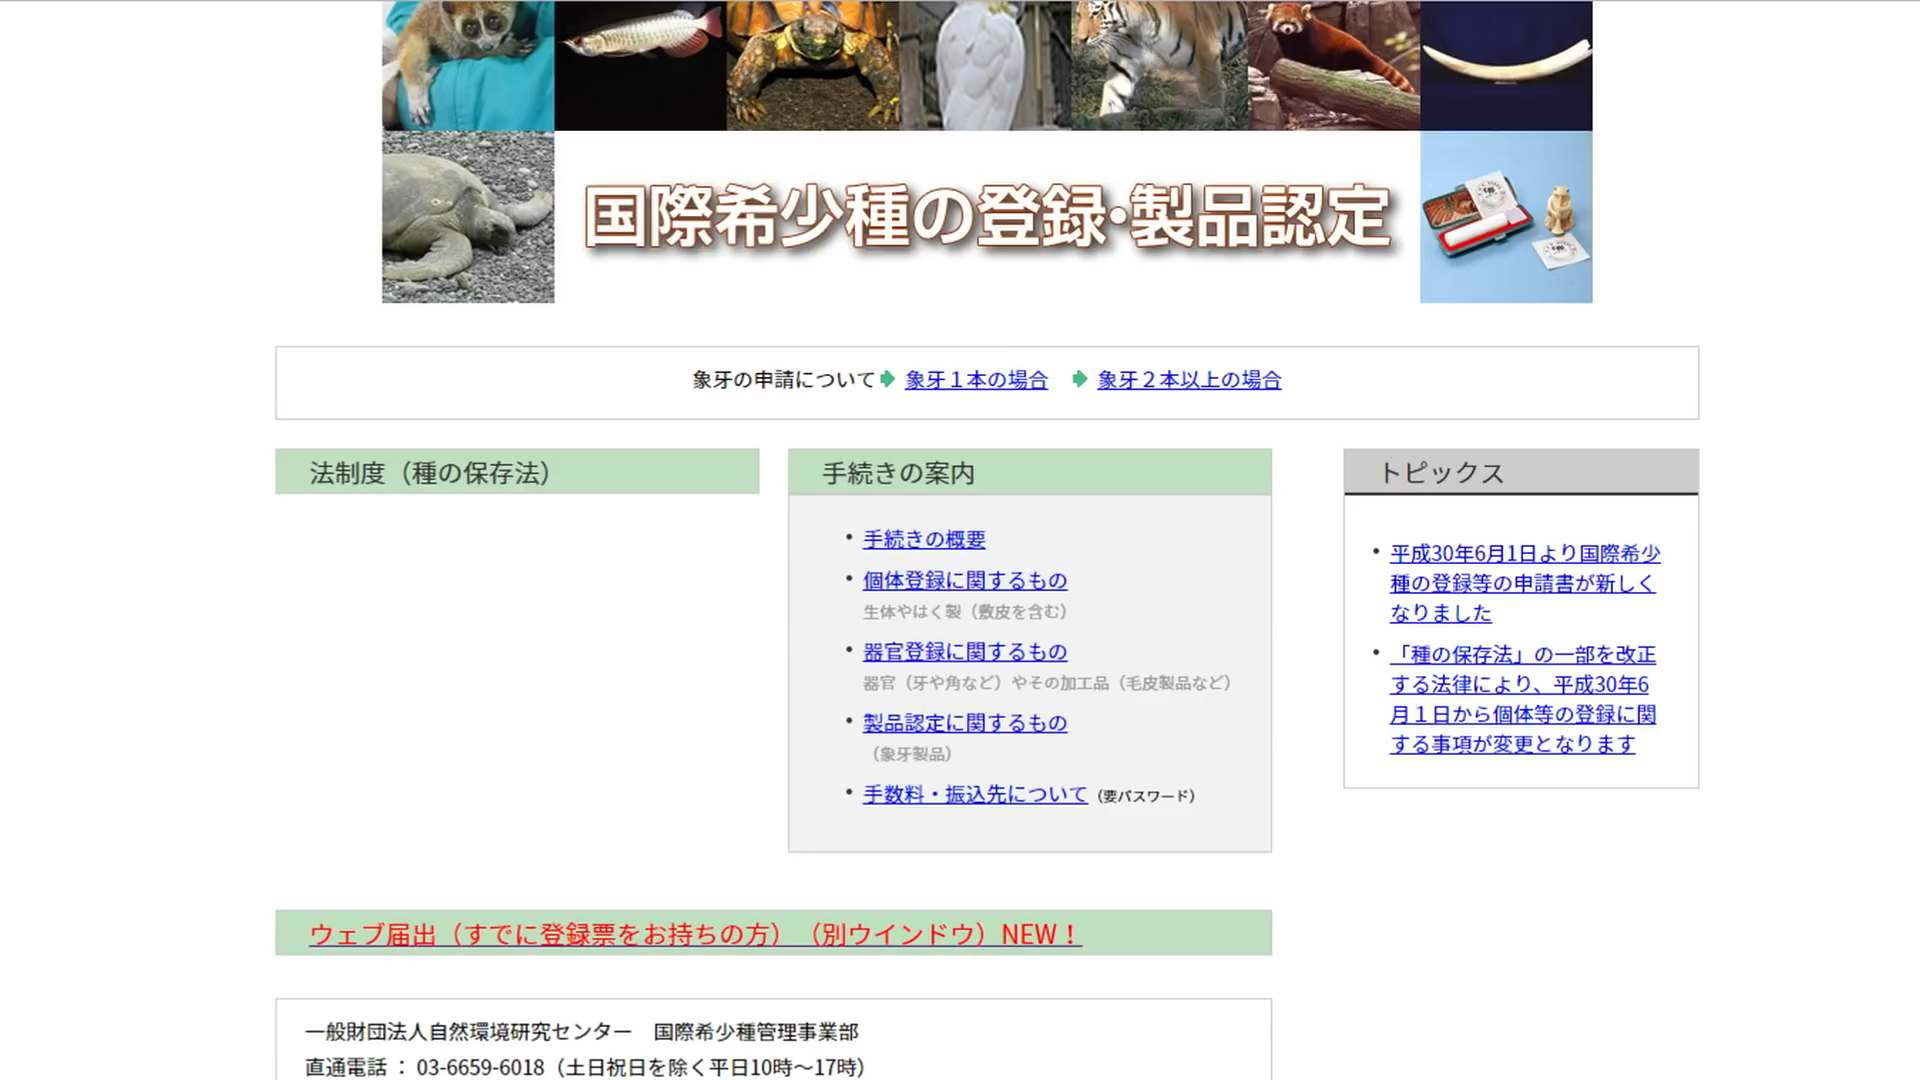 国際希少種の登録・製品認定
象牙の申請について 象牙１本の場合 象牙２本以上の場合
法制度（種の保存法）
手続きの案内
・手続きの概要
・個体登録に関するもの
生体やはく製（敷皮を含む）
・器官登録に関するもの
器官（牙や角など）やその加工品（毛皮製品など）
・製品認定に関するもの
（象牙製品）
・手数料・振込先について（要パスワード）
トピックス
・平成30年6月1日より国際希少
種の登録等の申請書が新しく
なりました
・「種の保存法」の一部を改正
する法律により、平成30年6
月１日から個体等の登録に関
する事項が変更となります
ウェブ届出（すでに登録票をお持ちの方）（別ウインドウ）NEW！
一般財団法人自然環境研究センター　国際希少種管理事業部
直通電話 ： 03-6659-6018（土日祝日を除く平日10時～17時）